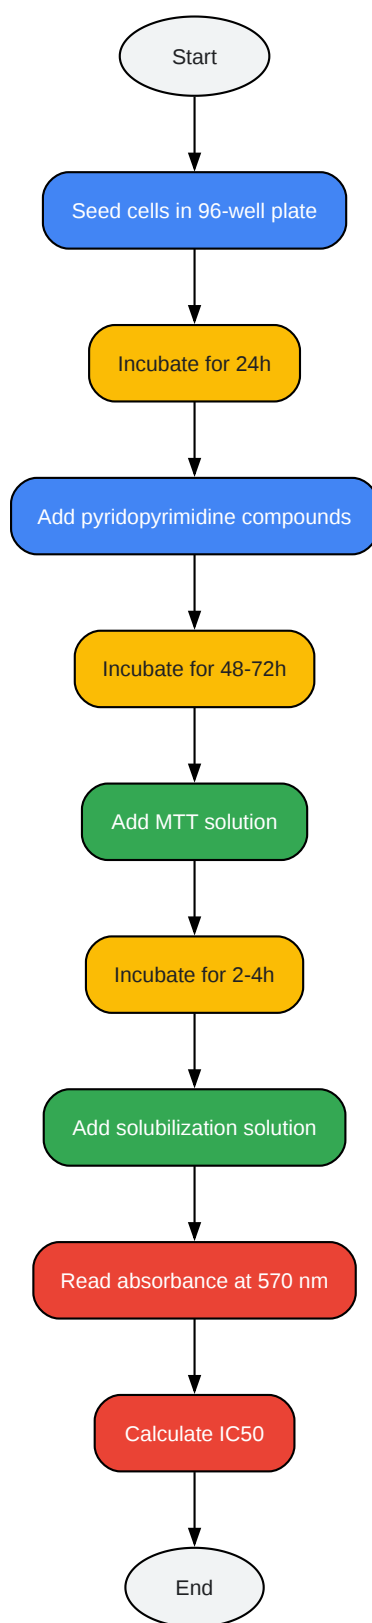 Start
Seed cells in 96-well plate
Incubate for 24h
Add pyridopyrimidine compounds
Incubate for 48-72h
Add MTT solution
Incubate for 2-4h
Add solubilization solution
Read absorbance at 570 nm
Calculate IC50
End